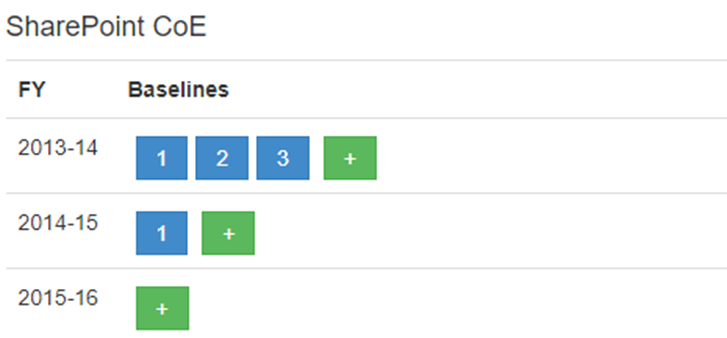 SharePoint CoE
FY Baselines
2013-14 1 2 3 +
2014-15 1 +
2015-16 +